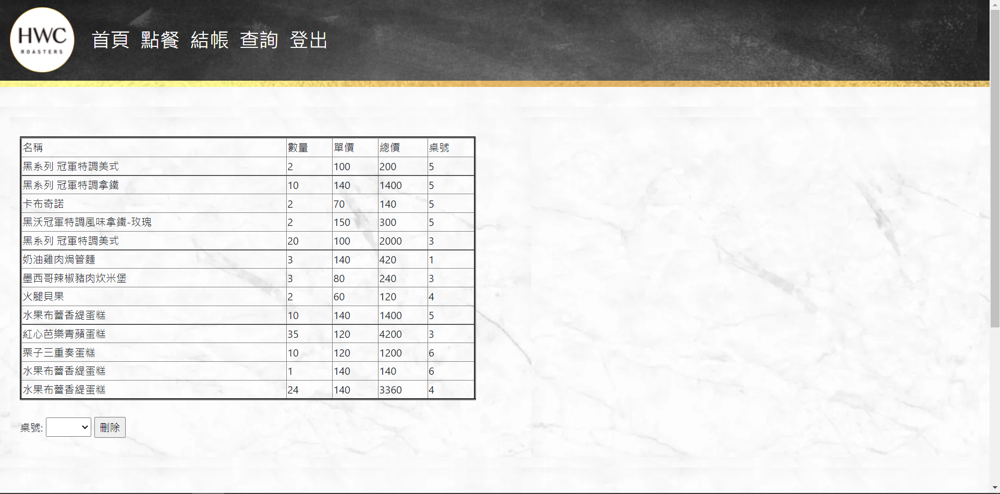 HWC
ROASTERS
首頁 點餐 結帳 查詢 登出
名稱 數量 單價 總價 桌號
黑系列 冠軍特調美式 2 100 200 5
黑系列 冠軍特調拿鐵 10 140 1400 5
卡布奇諾 2 70 140 5
黑沃冠軍特調風味拿鐵-玫瑰 2 150 300 5
黑系列 冠軍特調美式 20 100 2000 3
奶油雞肉焗管麵 3 140 420 1
墨西哥辣椒豬肉炊米堡 3 80 240 3
火腿貝果 2 60 120 4
水果布蕾香緹蛋糕 10 140 1400 5
紅心芭樂青蘋蛋糕 35 120 4200 3
栗子三重奏蛋糕 10 120 1200 6
水果布蕾香緹蛋糕 1 140 140 6
水果布蕾香緹蛋糕 24 140 3360 4
桌號: 刪除